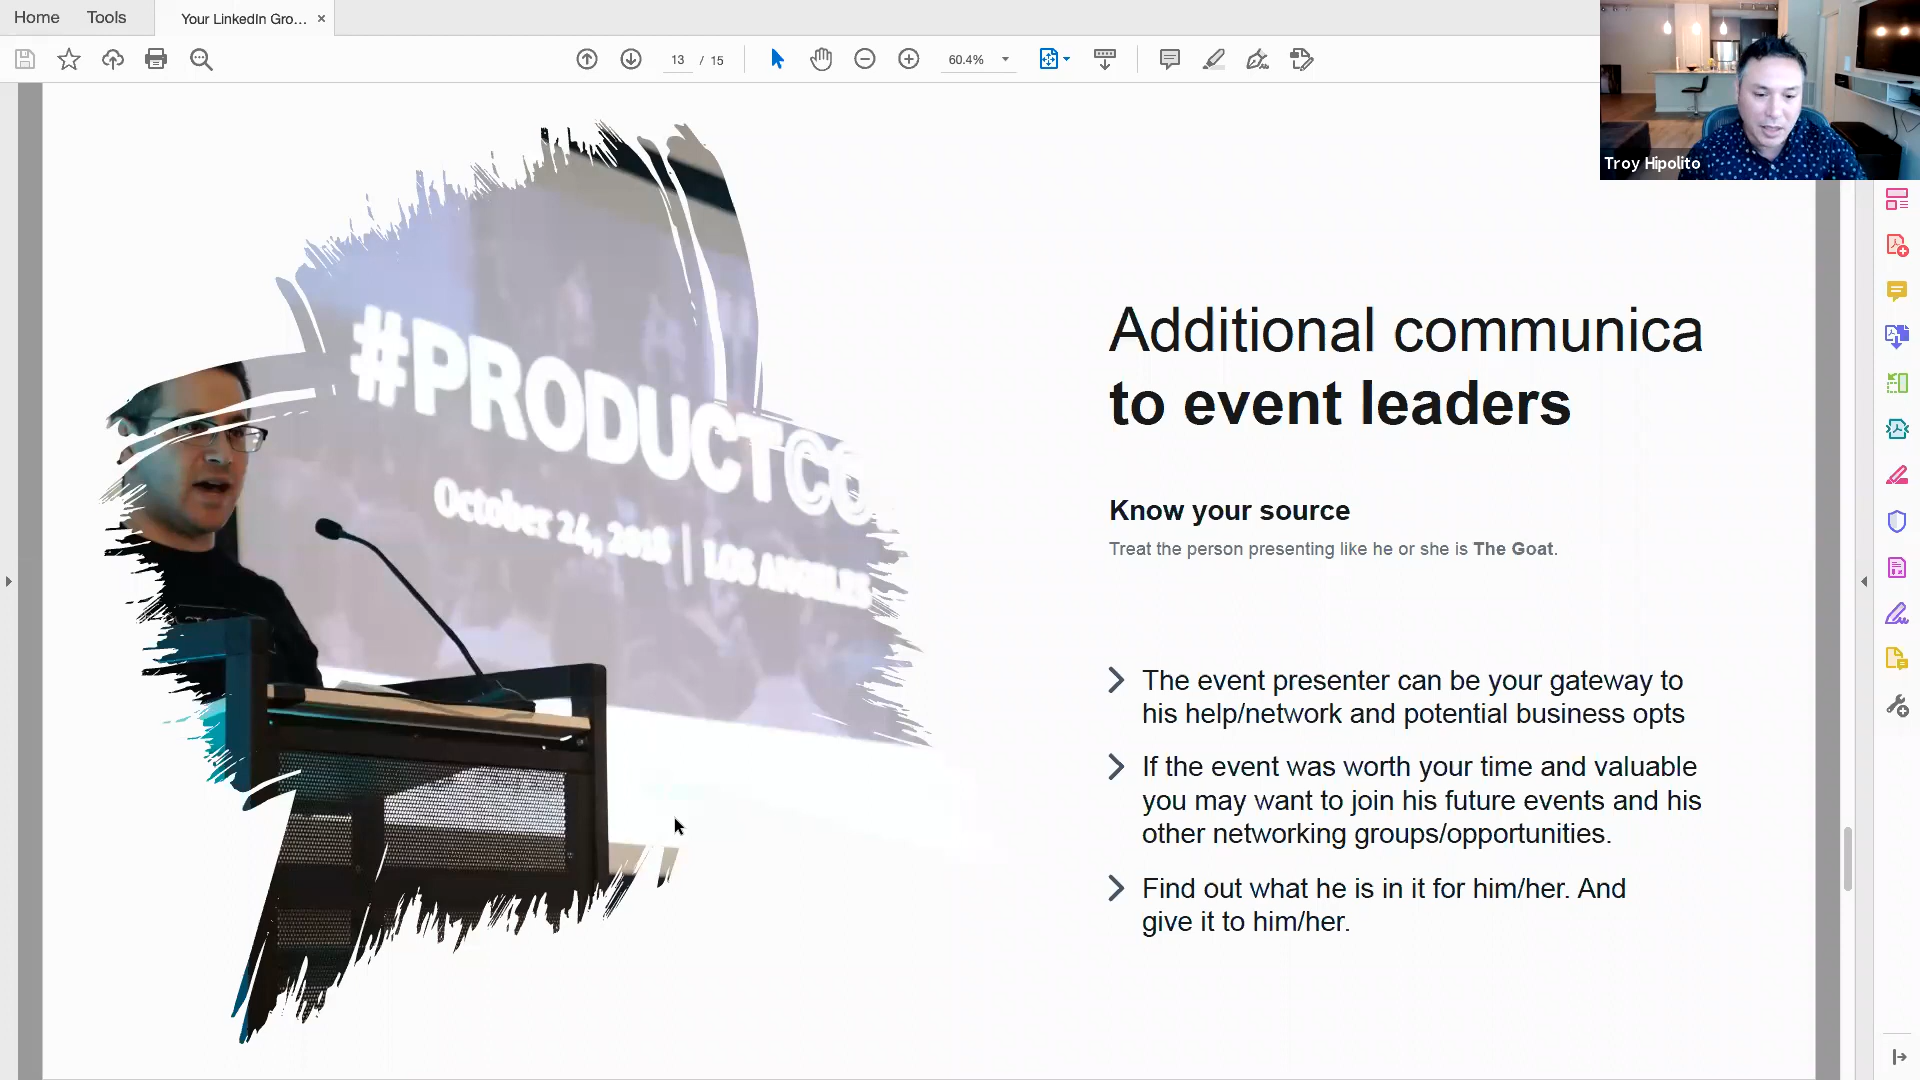 Home
Tools
Your LinkedIn Gro...
13 / 15
60.4%
Troy Hipolito
#PRODUCTCO
October 24, 2018 | LOS ANGELES
Additional communica
to event leaders
Know your source
Treat the person presenting like he or she is The Goat.
The event presenter can be your gateway to
his help/network and potential business opts
If the event was worth your time and valuable
you may want to join his future events and his
other networking groups/opportunities.
Find out what he is in it for him/her. And
give it to him/her.